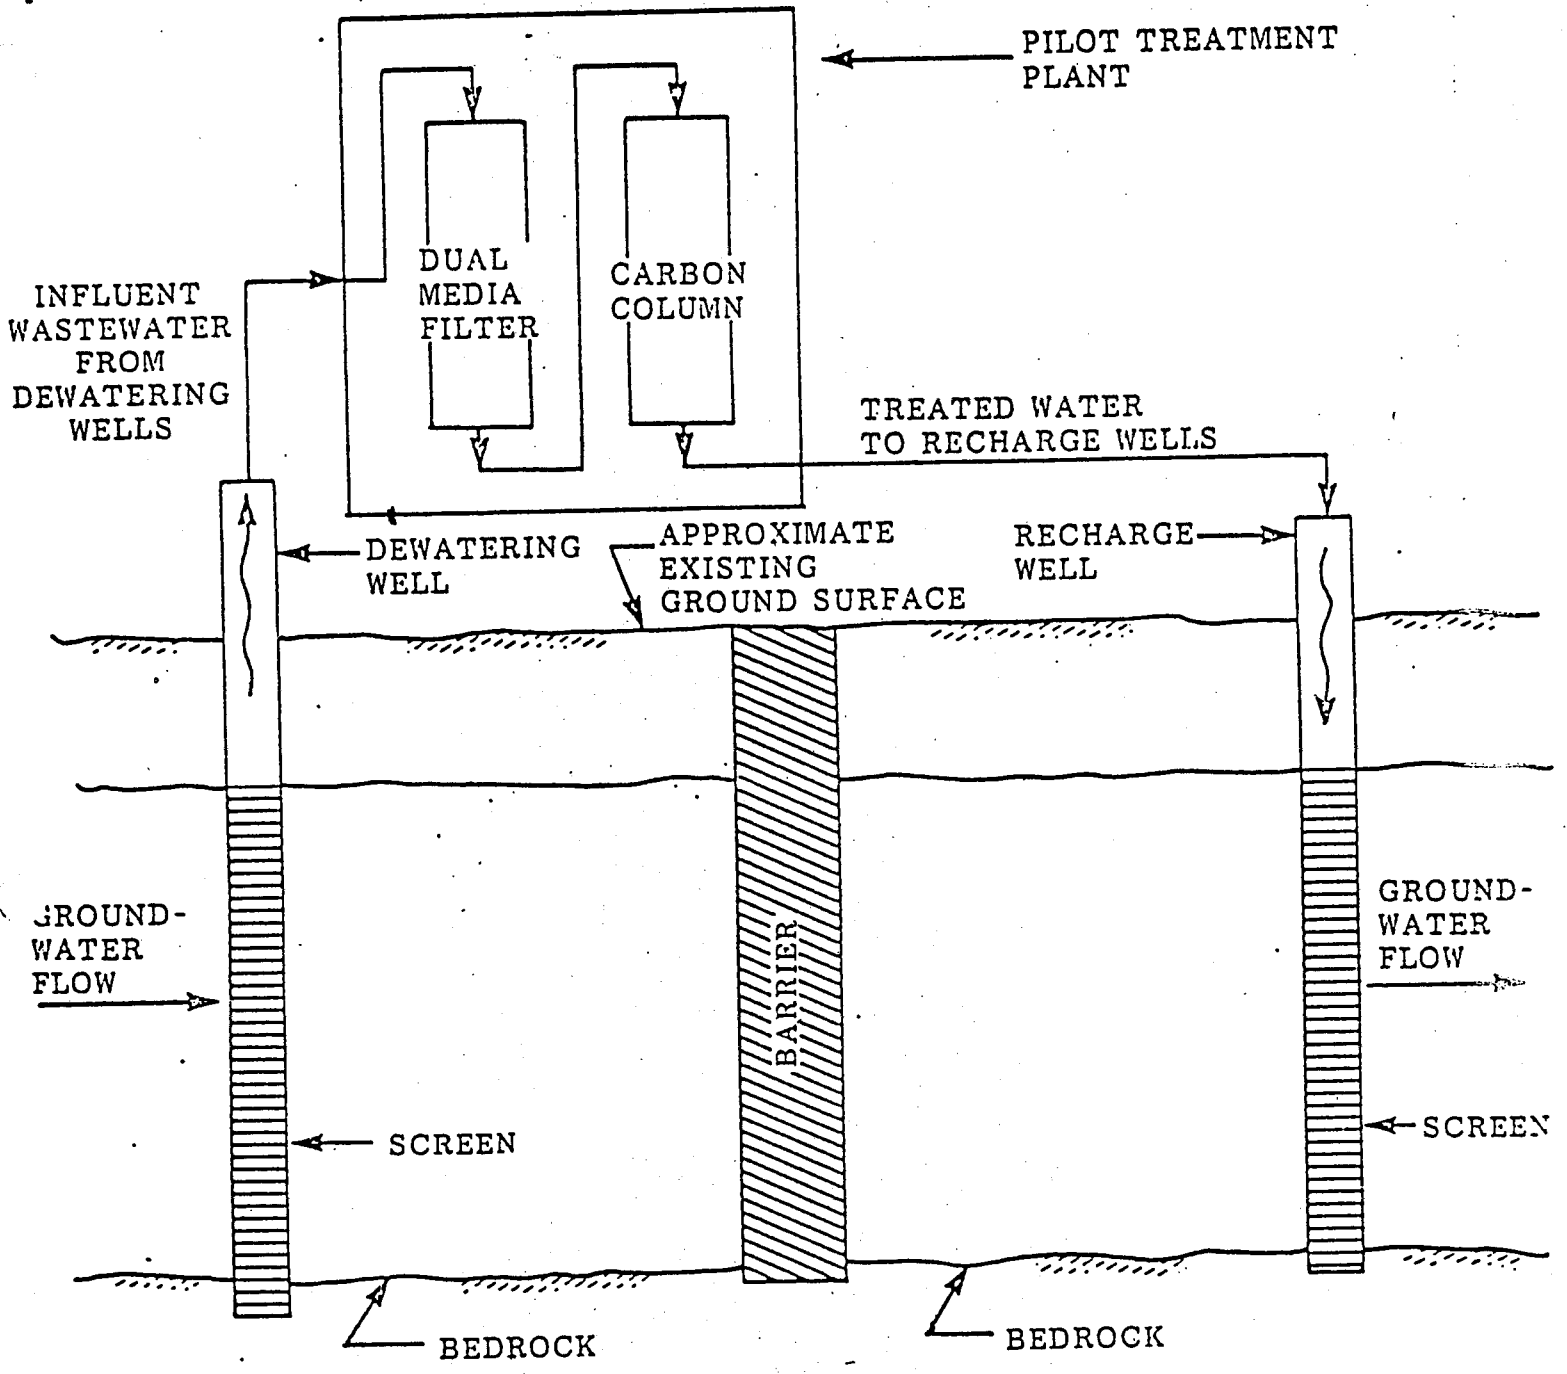 PILOT TREATMENT
PLANT
DUAL
MEDIA
FILTER
CARBON
COLUMN
INFLUENT
WASTEWATER
FROM
DEWATERING
WELLS
TREATED WATER
TO RECHARGE WELLS
DEWATERING
WELL
APPROXIMATE
EXISTING
GROUND SURFACE
RECHARGE
WELL
GROUND-
WATER
FLOW
BARRIER
GROUND-
WATER
FLOW
SCREEN
SCREEN
BEDROCK
BEDROCK